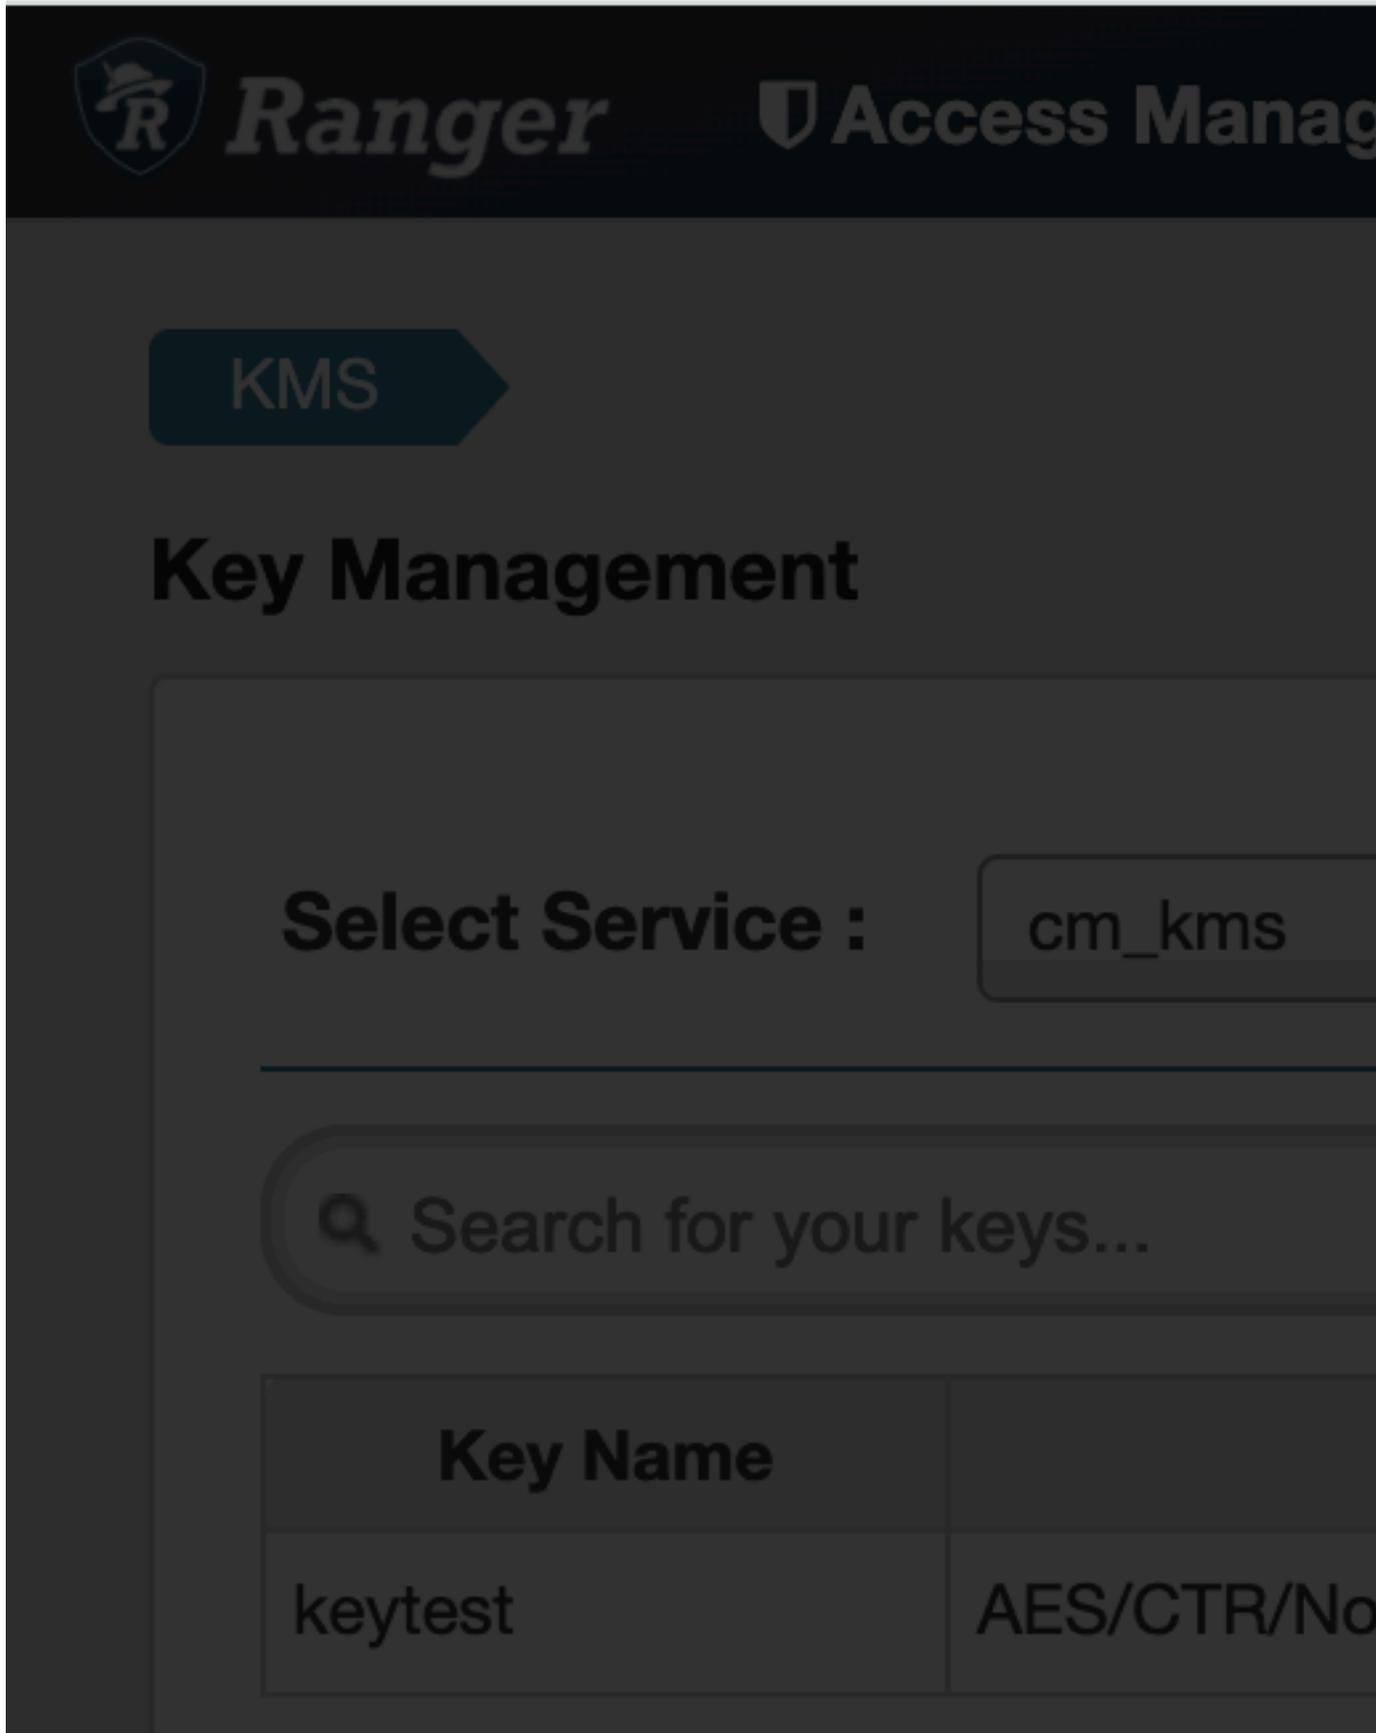 Ranger
Access Manag
KMS
Key Management
Select Service :
cm_kms
Search for your keys...
Key Name
keytest
AES/CTR/No